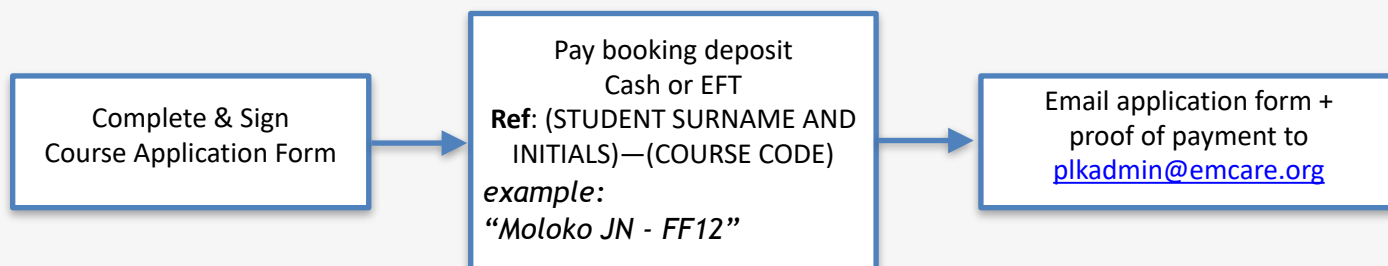 Complete & Sign
Course Application Form
Pay booking deposit
Cash or EFT
Ref: (STUDENT SURNAME AND
INITIALS)—(COURSE CODE)
example:
“Moloko JN - FF12”
Email application form +
proof of payment to
plkadmin@emcare.org